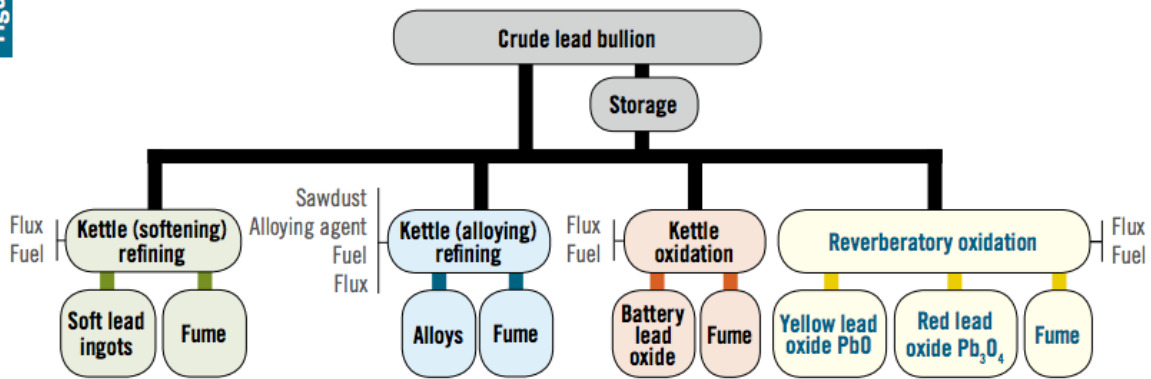 Crude lead bullion
Storage
Flux
Fuel
Kettle (softening)
refining
Sawdust
Alloying agent
Fuel
Flux
Kettle (alloying)
refining
Flux
Fuel
Kettle
oxidation
Reverberatory oxidation
Flux
Fuel
Soft lead
ingots
Fume
Alloys
Fume
Battery
lead
oxide
Fume
Yellow lead
oxide PbO
Red lead
oxide Pb₃O₄
Fume